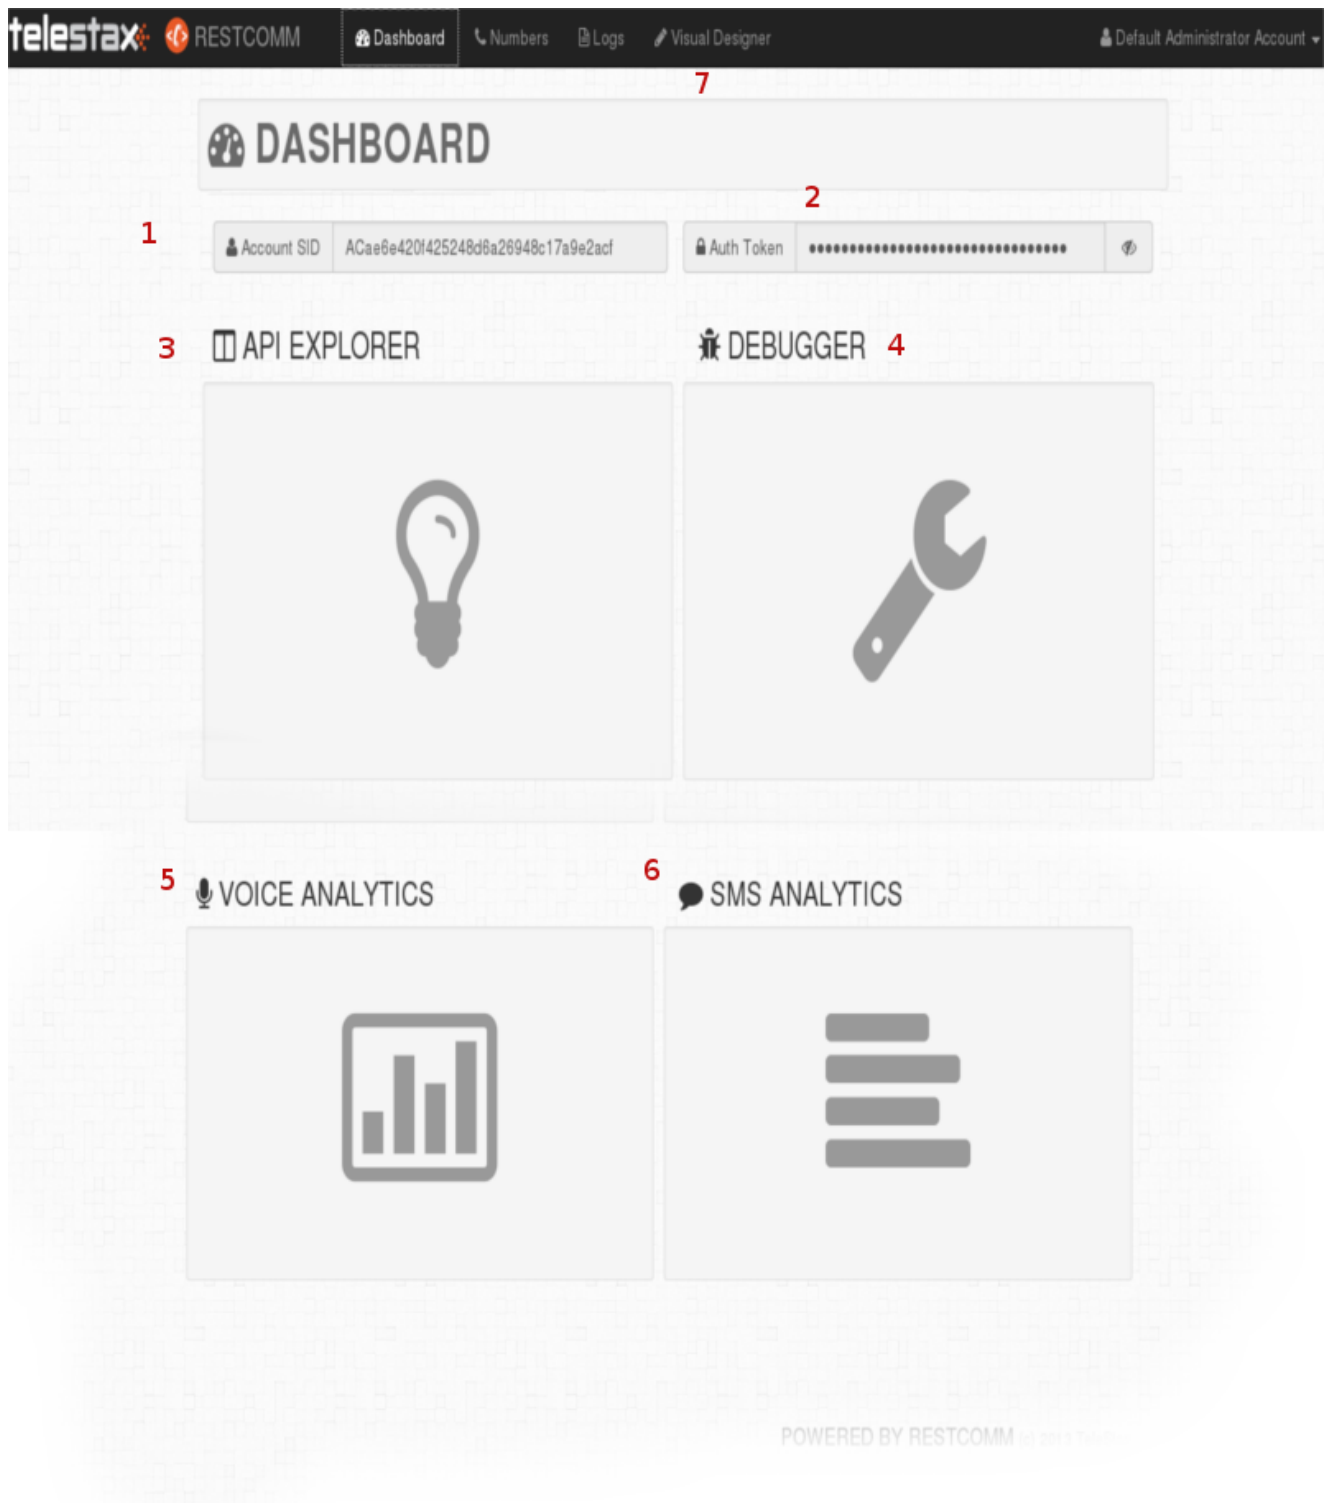 telestax RESTCOMM Dashboard Numbers Logs Visual Designer Default Administrator Account
7
DASHBOARD
2
1
Account SID ACae6e420f425248d6a26948c17a9e2acf
Auth Token
3 API EXPLORER
DEBUGGER 4
5 VOICE ANALYTICS
6 SMS ANALYTICS
POWERED BY RESTCOMM (c) 2013